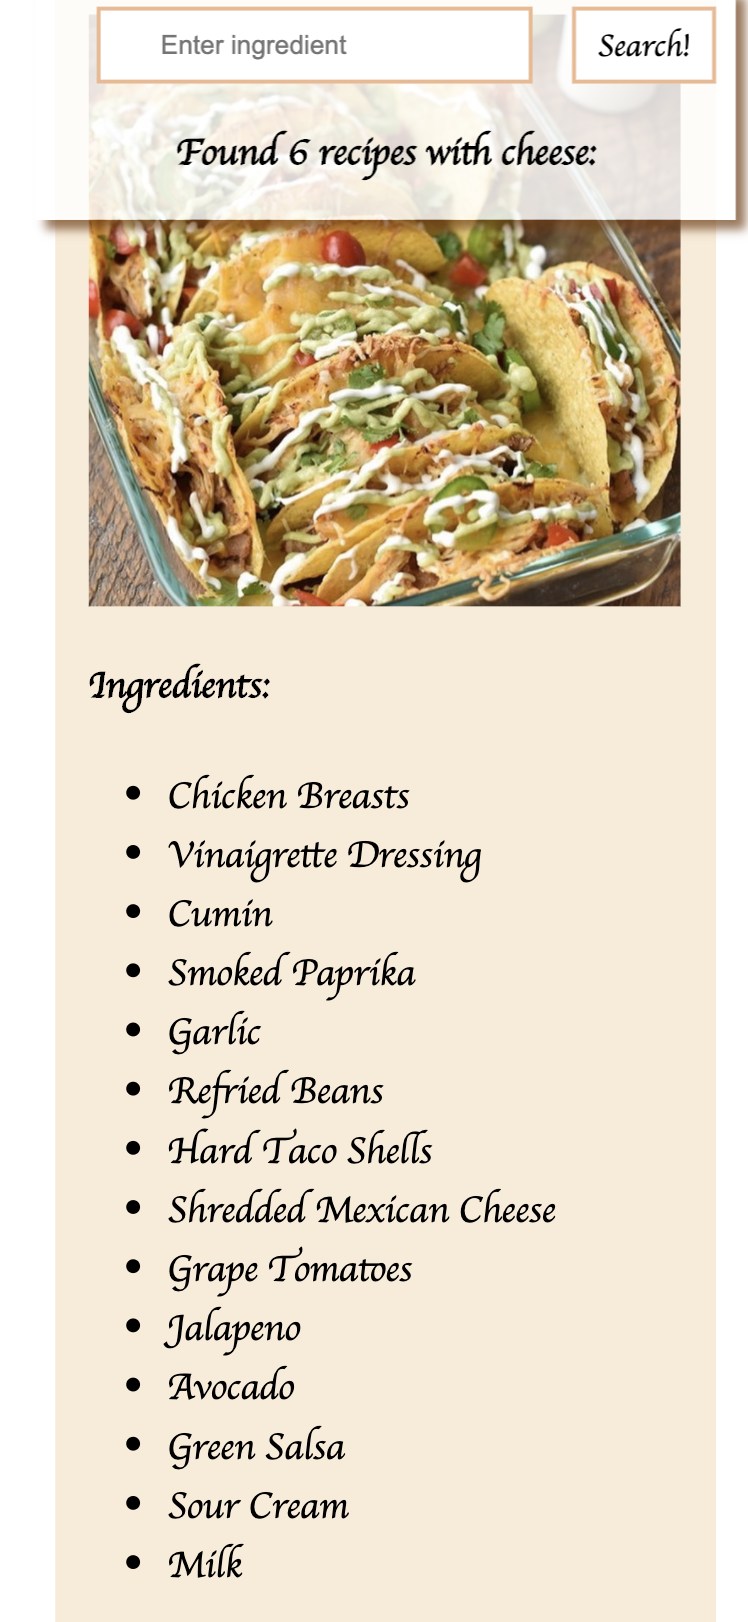 Enter ingredient
Search!
Found 6 recipes with cheese:
Ingredients:
Chicken Breasts
Vinaigrette Dressing
Cumin
Smoked Paprika
Garlic
Refried Beans
Hard Taco Shells
Shredded Mexican Cheese
Grape Tomatoes
Jalapeno
Avocado
Green Salsa
Sour Cream
Milk